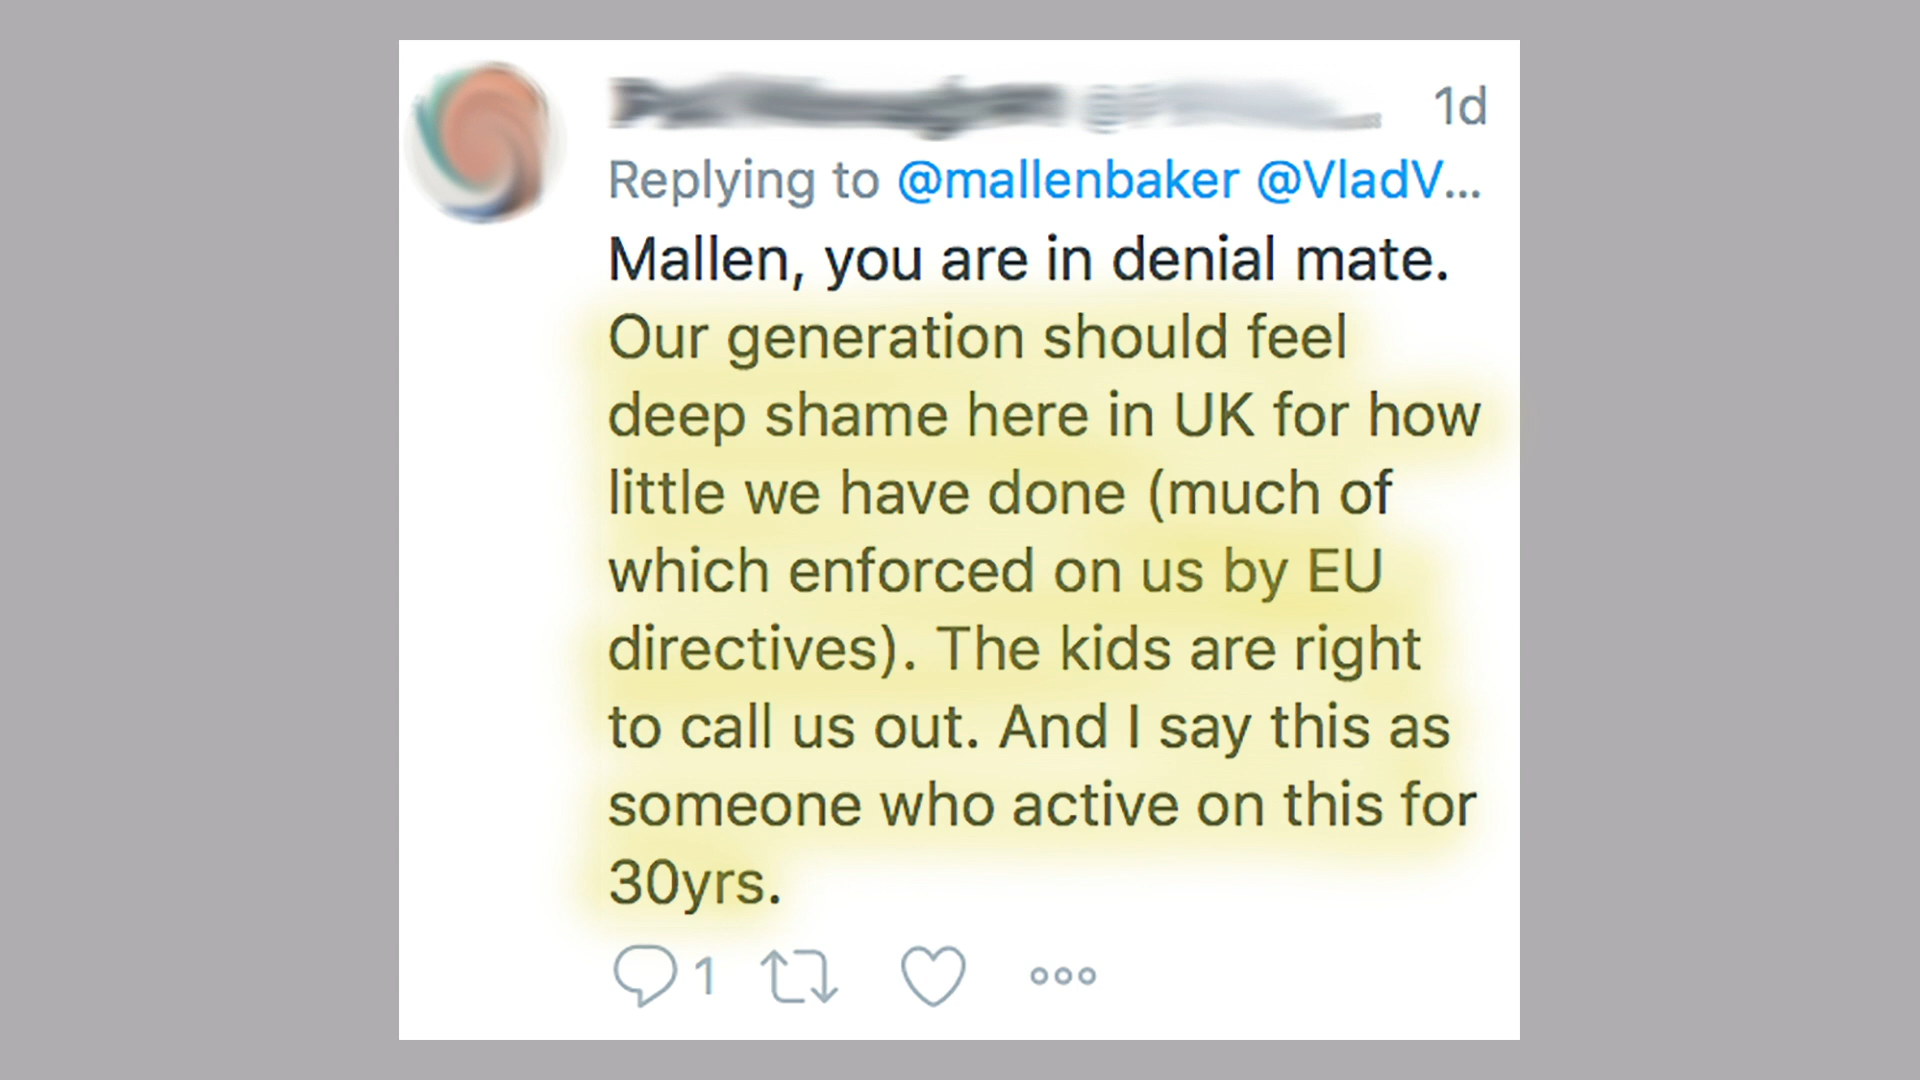 1d
Replying to @mallenbaker @VladV...
Mallen, you are in denial mate.
Our generation should feel
deep shame here in UK for how
little we have done (much of
which enforced on us by EU
directives). The kids are right
to call us out. And I say this as
someone who active on this for
30yrs.
1